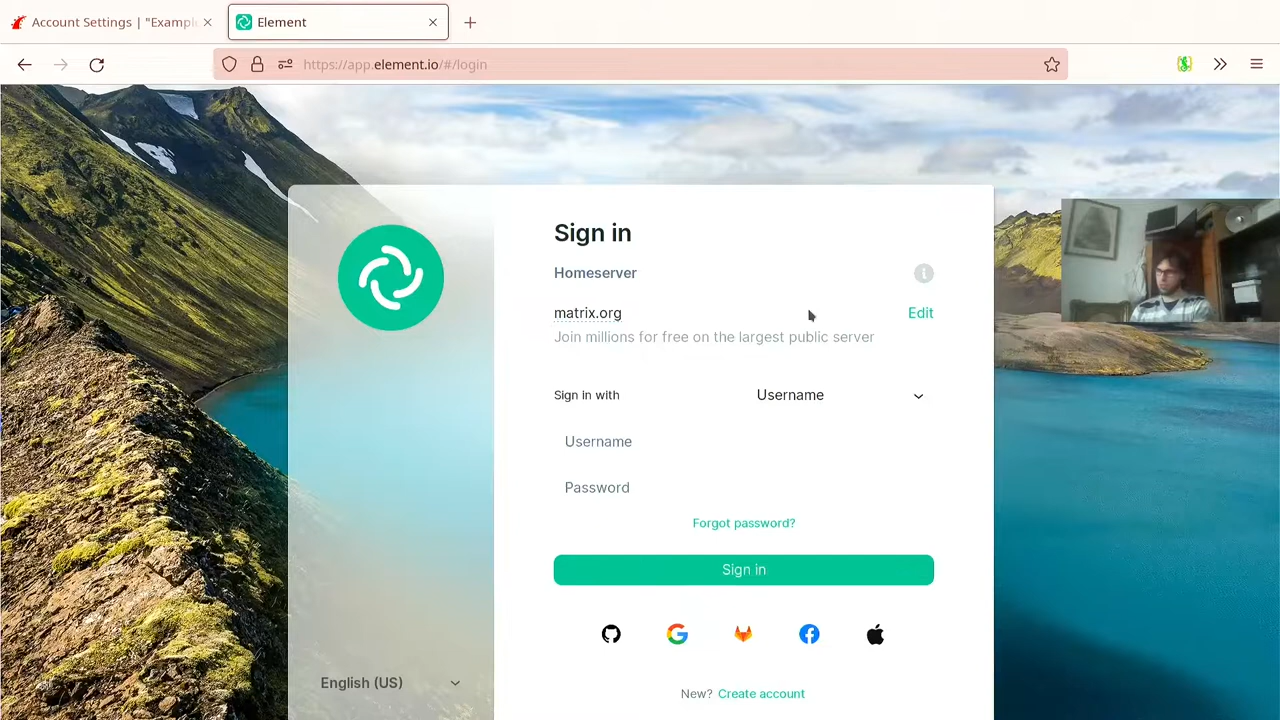 Account Settings | "Exampl
Element
https://app.element.io/#/login
Sign in
Homeserver
matrix.org
Edit
Join millions for free on the largest public server
Sign in with
Username
Username
Password
Forgot password?
Sign in
English (US)
New? Create account